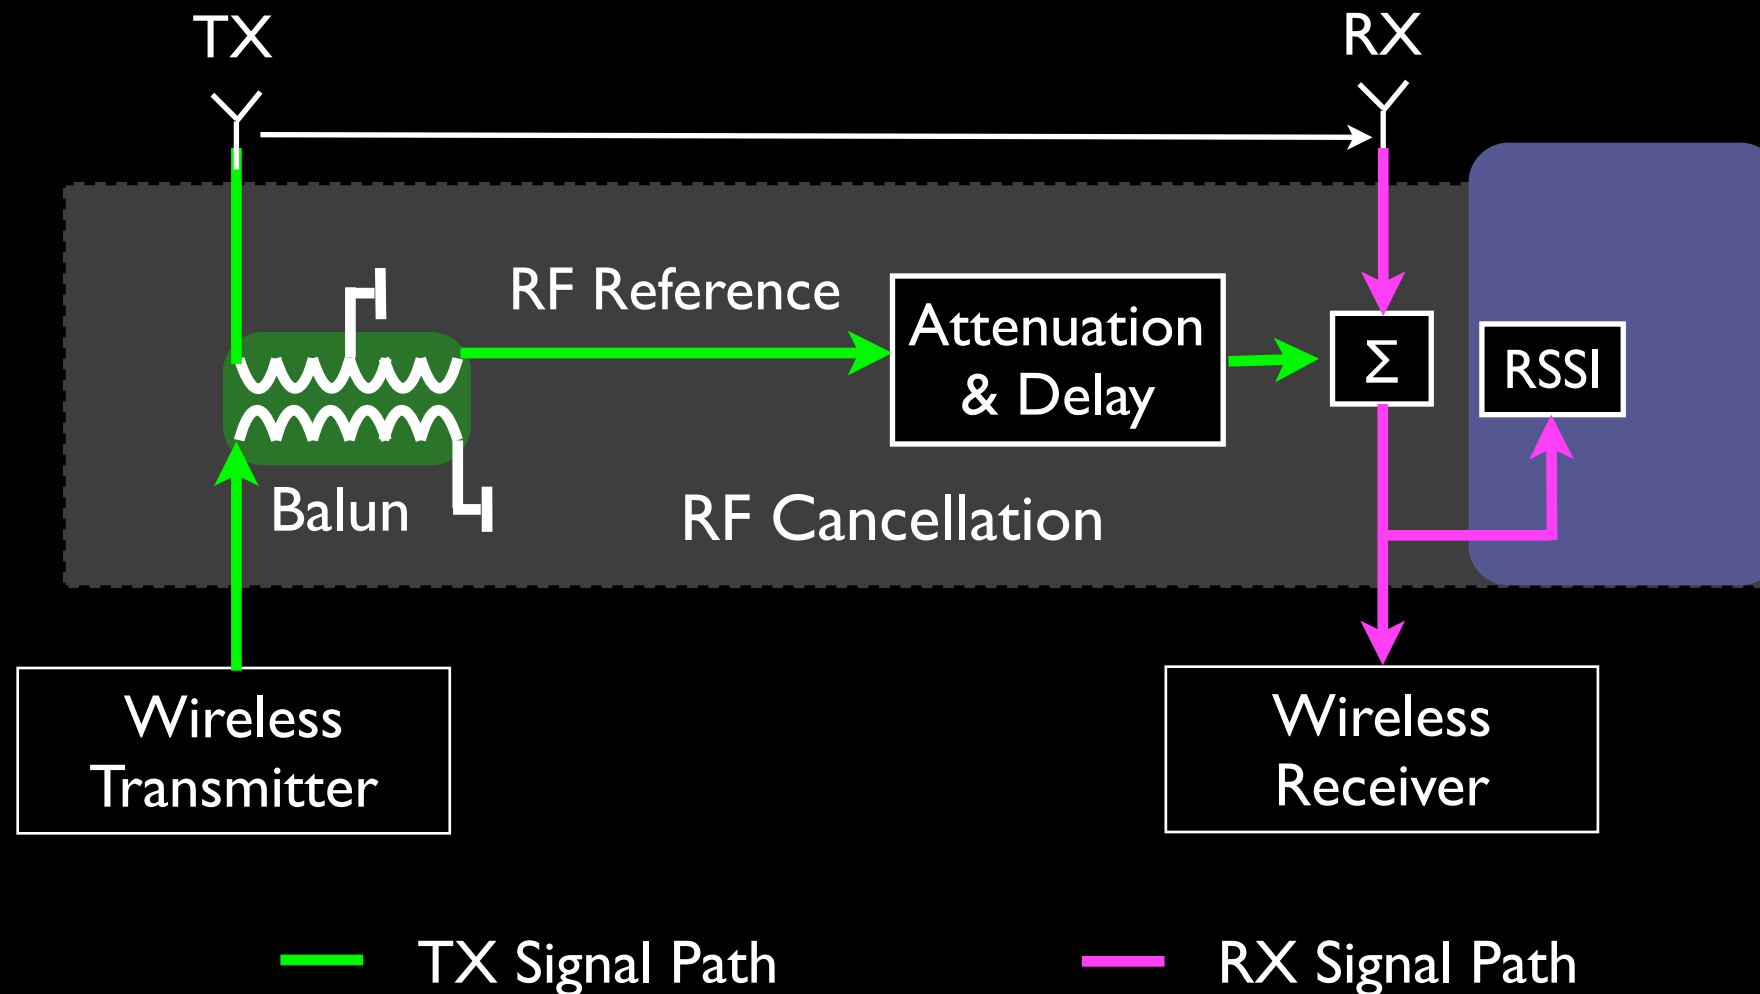 TX
RX
RF Reference
Attenuation
& Delay
Σ
RSSI
Balun
RF Cancellation
Wireless
Transmitter
Wireless
Receiver
TX Signal Path
RX Signal Path